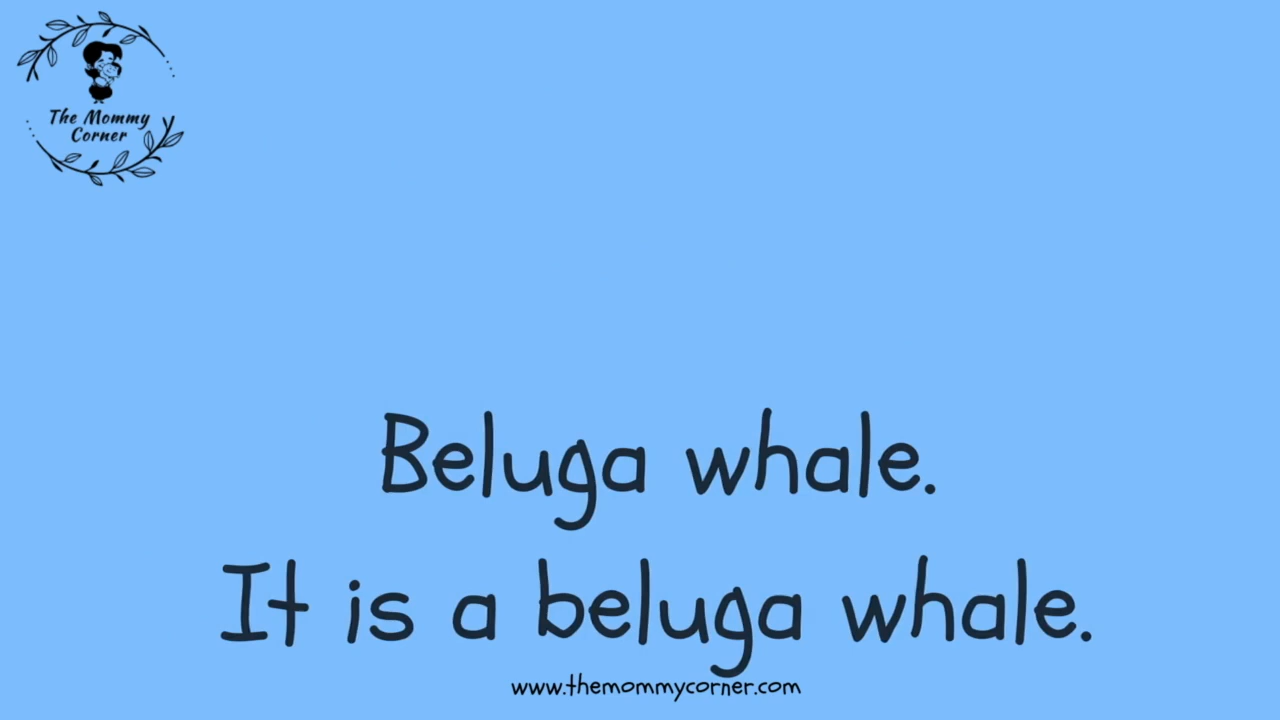 The Mommy
Corner
Beluga whale.
It is a beluga whale.
www.themommycorner.com